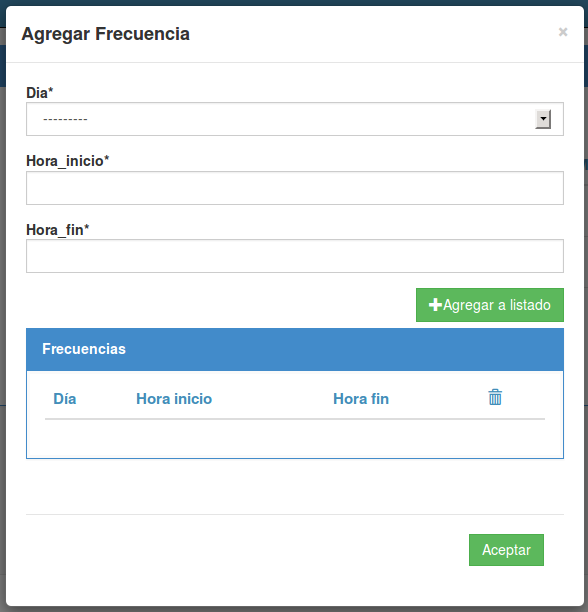 Agregar Frecuencia
×
Dia*
---------
Hora_inicio*
Hora_fin*
Agregar a listado
Frecuencias
Día Hora inicio Hora fin
Aceptar